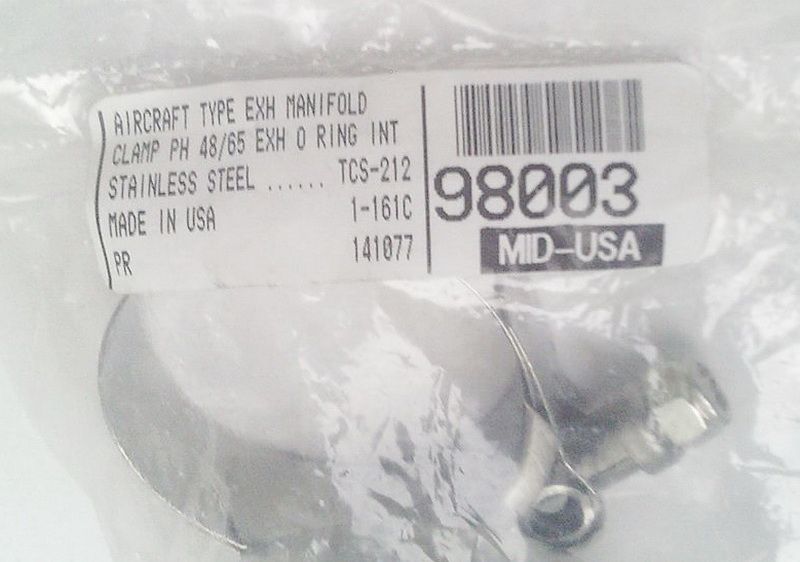 AIRCRAFT TYPE EXH MANIFOLD
CLAMP PH 48/65 EXH O RING INT
STAINLESS STEEL ...... TCS-212
MADE IN USA 1-161C
PR 141077
98003
MID-USA